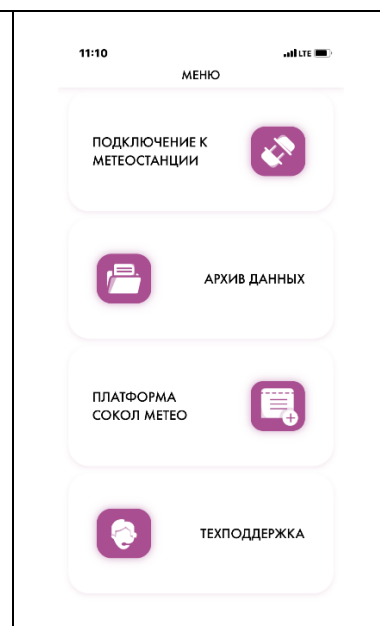 11:10 LTE
МЕНЮ
ПОДКЛЮЧЕНИЕ К
МЕТЕОСТАНЦИИ
АРХИВ ДАННЫХ
ПЛАТФОРМА
СОКОЛ МЕТЕО
ТЕХПОДДЕРЖКА